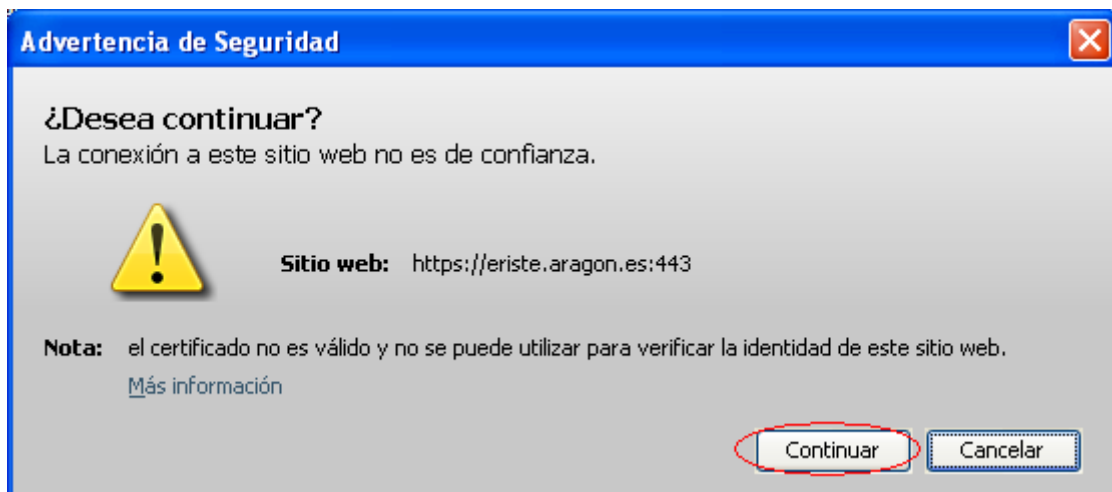 Advertencia de Seguridad
¿Desea continuar?
La conexión a este sitio web no es de confianza.
Sitio web: https://eriste.aragon.es:443
Nota: el certificado no es válido y no se puede utilizar para verificar la identidad de este sitio web.
Más información
Continuar Cancelar